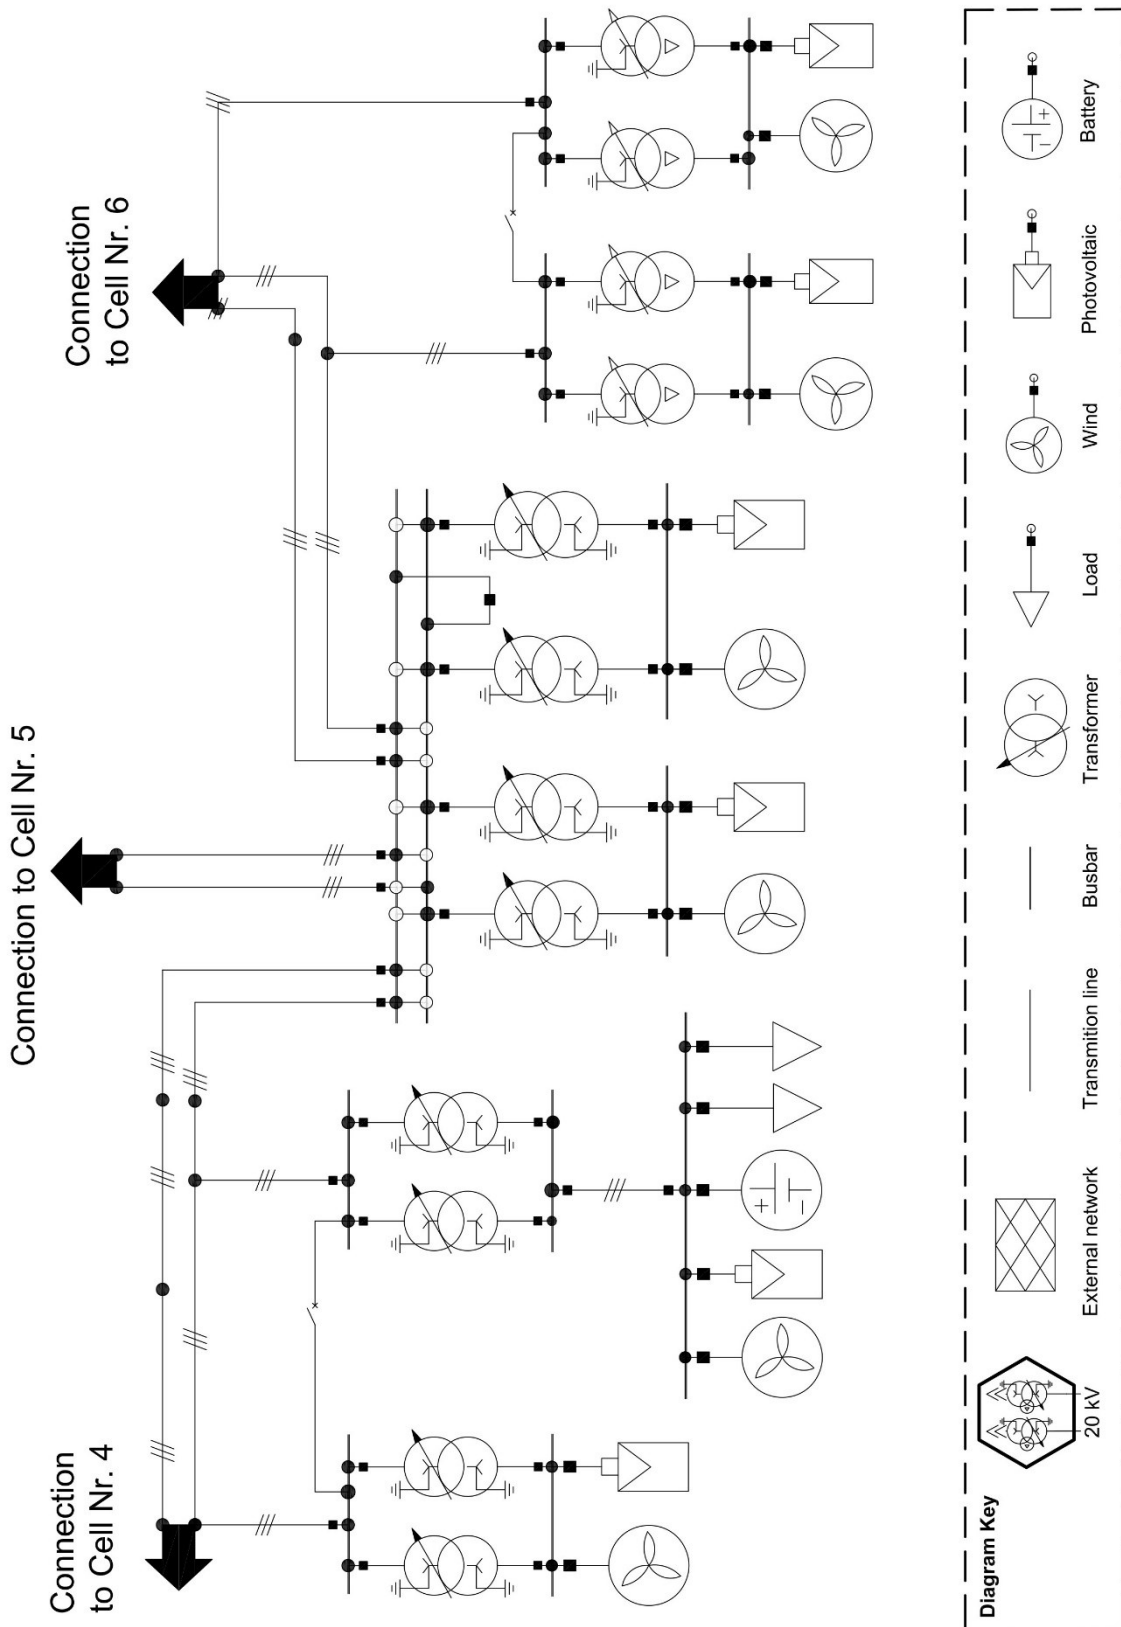 Connection
to Cell Nr. 4
Connection to Cell Nr. 5
Connection
to Cell Nr. 6
Diagram Key
20 kV
External network
Transmition line
Busbar
Transformer
Load
Wind
Photovoltaic
Battery